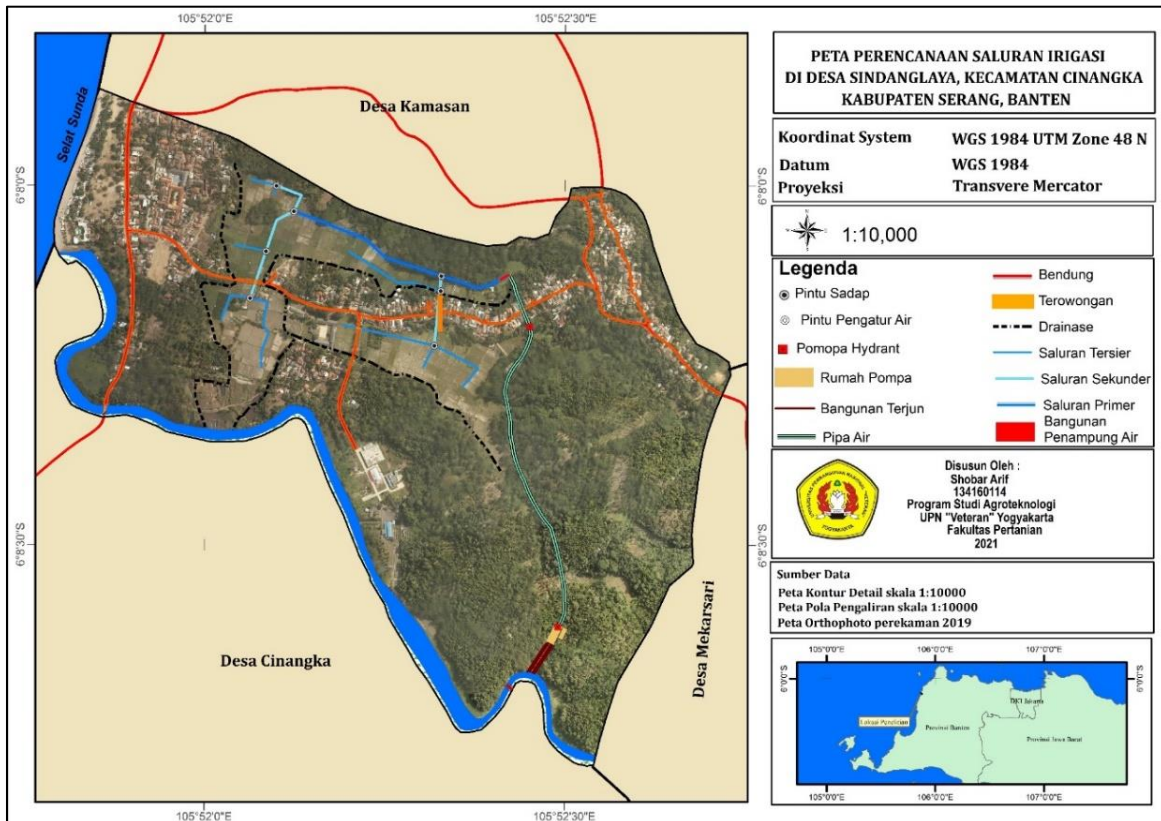 PETA PERENCANAAN SALURAN IRIGASI
DI DESA SINDANGLAYA, KECAMATAN CINANGKA
KABUPATEN SERANG, BANTEN
Koordinat System WGS 1984 UTM Zone 48 N
Datum WGS 1984
Proyeksi Transvere Mercator
1:10,000
Legenda
Pintu Sadap
Pintu Pengatur Air
Pomopa Hydrant
Rumah Pompa
Bangunan Terjun
Pipa Air
Bendung
Terowongan
Drainase
Saluran Tersier
Saluran Sekunder
Saluran Primer
Bangunan
Penampung Air
Disusun Oleh :
Shobar Arif
134160114
Program Studi Agroteknologi
UPN "Veteran" Yogyakarta
Fakultas Pertanian
2021
Sumber Data
Peta Kontur Detail skala 1:10000
Peta Pola Pengaliran skala 1:10000
Peta Orthophoto perekaman 2019
105°0'0"E 106°0'0"E 107°0'0"E
6°0'0"S
6°0'0"S
Lokasi Penelitian
Provinsi Banten
DKI Jakarta
Provinsi Jawa Barat
105°0'0"E 106°0'0"E 107°0'0"E
105°52'0"E 105°52'30"E
Selat Sunda
Desa Kamasan
6°8'0"S
6°8'0"S
6°8'30"S
6°8'30"S
Desa Cinangka
Desa Mekarsari
105°52'0"E 105°52'30"E